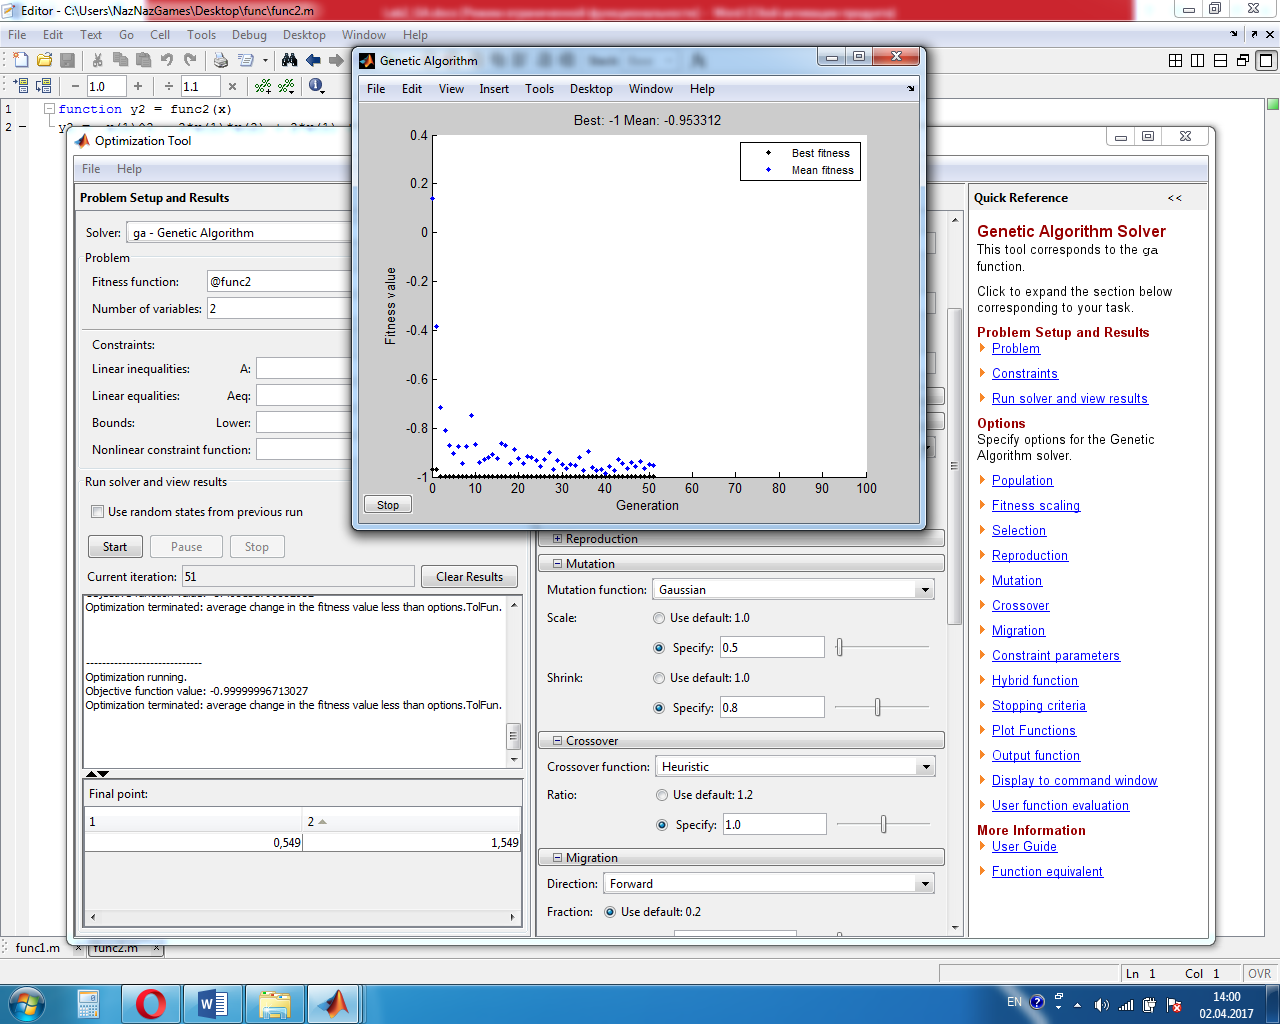 Editor - C:\Users\NazNazGames\Desktop\func\func2.m
File Edit Text Go Cell Tools Debug Desktop Window Help
1.0
1.1
1 function y2 = func2(x)
2
Genetic Algorithm
File Edit View Insert Tools Desktop Window Help
Best: -1 Mean: -0.953312
Best fitness
Mean fitness
0.4
0.2
0
-0.2
-0.4
-0.6
-0.8
-1
Fitness value
0 10 20 30 40 50 60 70 80 90 100
Generation
Stop
Optimization Tool
File Help
Problem Setup and Results
Solver: ga - Genetic Algorithm
Problem
Fitness function: @func2
Number of variables: 2
Constraints:
Linear inequalities: A:
Linear equalities: Aeq:
Bounds: Lower:
Nonlinear constraint function:
Run solver and view results
Use random states from previous run
Start Pause Stop
Current iteration: 51 Clear Results
Optimization terminated: average change in the fitness value less than options.TolFun.
-----------------------------
Optimization running.
Objective function value: -0.99999996713027
Optimization terminated: average change in the fitness value less than options.TolFun.
Final point:
1 2
0,549 1,549
Reproduction
Mutation
Mutation function: Gaussian
Scale: Use default: 1.0
Specify: 0.5
Shrink: Use default: 1.0
Specify: 0.8
Crossover
Crossover function: Heuristic
Ratio: Use default: 1.2
Specify: 1.0
Migration
Direction: Forward
Fraction: Use default: 0.2
Quick Reference <<
Genetic Algorithm Solver
This tool corresponds to the ga
function.
Click to expand the section below
corresponding to your task.
Problem Setup and Results
Problem
Constraints
Run solver and view results
Options
Specify options for the Genetic
Algorithm solver.
Population
Fitness scaling
Selection
Reproduction
Mutation
Crossover
Migration
Constraint parameters
Hybrid function
Stopping criteria
Plot Functions
Output function
Display to command window
User function evaluation
More Information
User Guide
Function equivalent
func1.m func2.m
Ln 1 Col 1 OVR
EN
14:00
02.04.2017